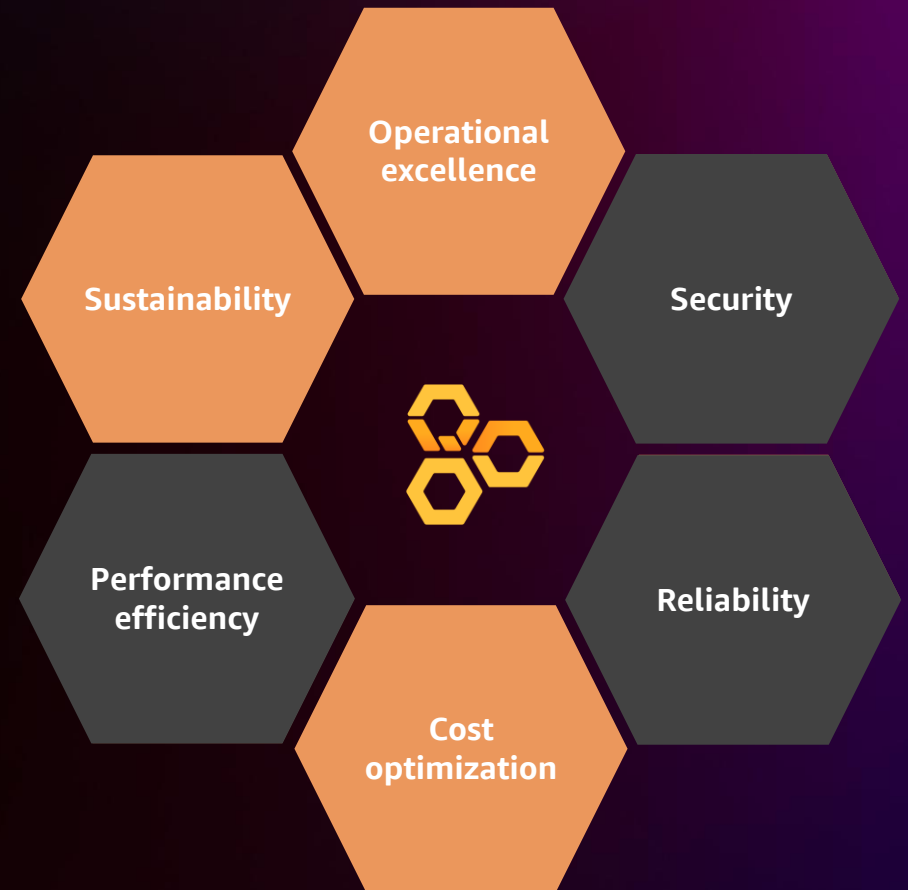 Operational
excellence
Sustainability
Security
Performance
efficiency
Reliability
Cost
optimization